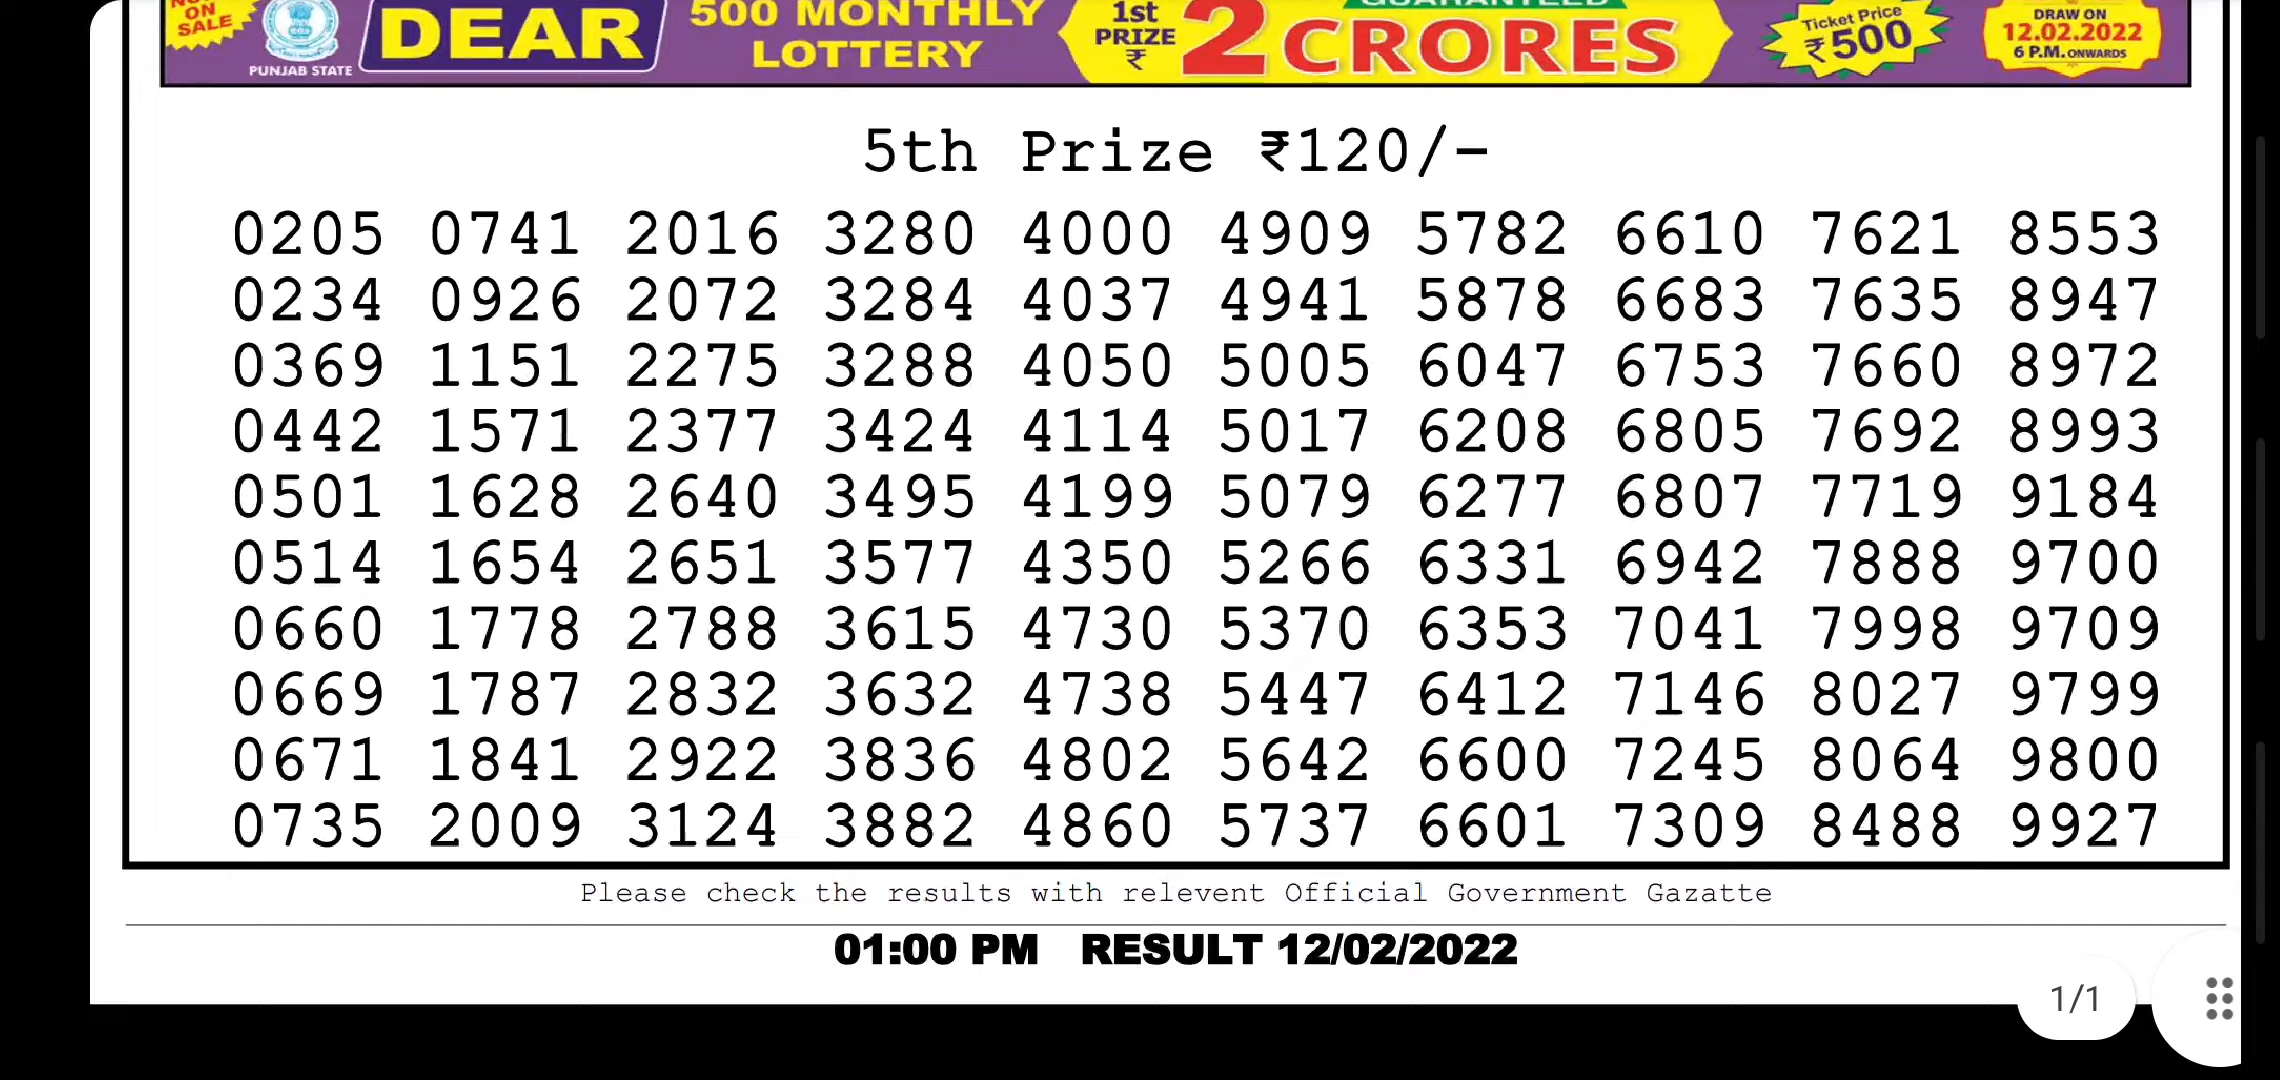 ON
SALE
PUNJAB STATE
DEAR
500 MONTHLY
LOTTERY
1st
PRIZE
₹
2 CRORES
Ticket Price
₹500
DRAW ON
12.02.2022
6 P.M. ONWARDS
5th Prize ₹120/-
0205 0741 2016 3280 4000 4909 5782 6610 7621 8553
0234 0926 2072 3284 4037 4941 5878 6683 7635 8947
0369 1151 2275 3288 4050 5005 6047 6753 7660 8972
0442 1571 2377 3424 4114 5017 6208 6805 7692 8993
0501 1628 2640 3495 4199 5079 6277 6807 7719 9184
0514 1654 2651 3577 4350 5266 6331 6942 7888 9700
0660 1778 2788 3615 4730 5370 6353 7041 7998 9709
0669 1787 2832 3632 4738 5447 6412 7146 8027 9799
0671 1841 2922 3836 4802 5642 6600 7245 8064 9800
0735 2009 3124 3882 4860 5737 6601 7309 8488 9927
Please check the results with relevent Official Government Gazatte
01:00 PM RESULT 12/02/2022
1/1